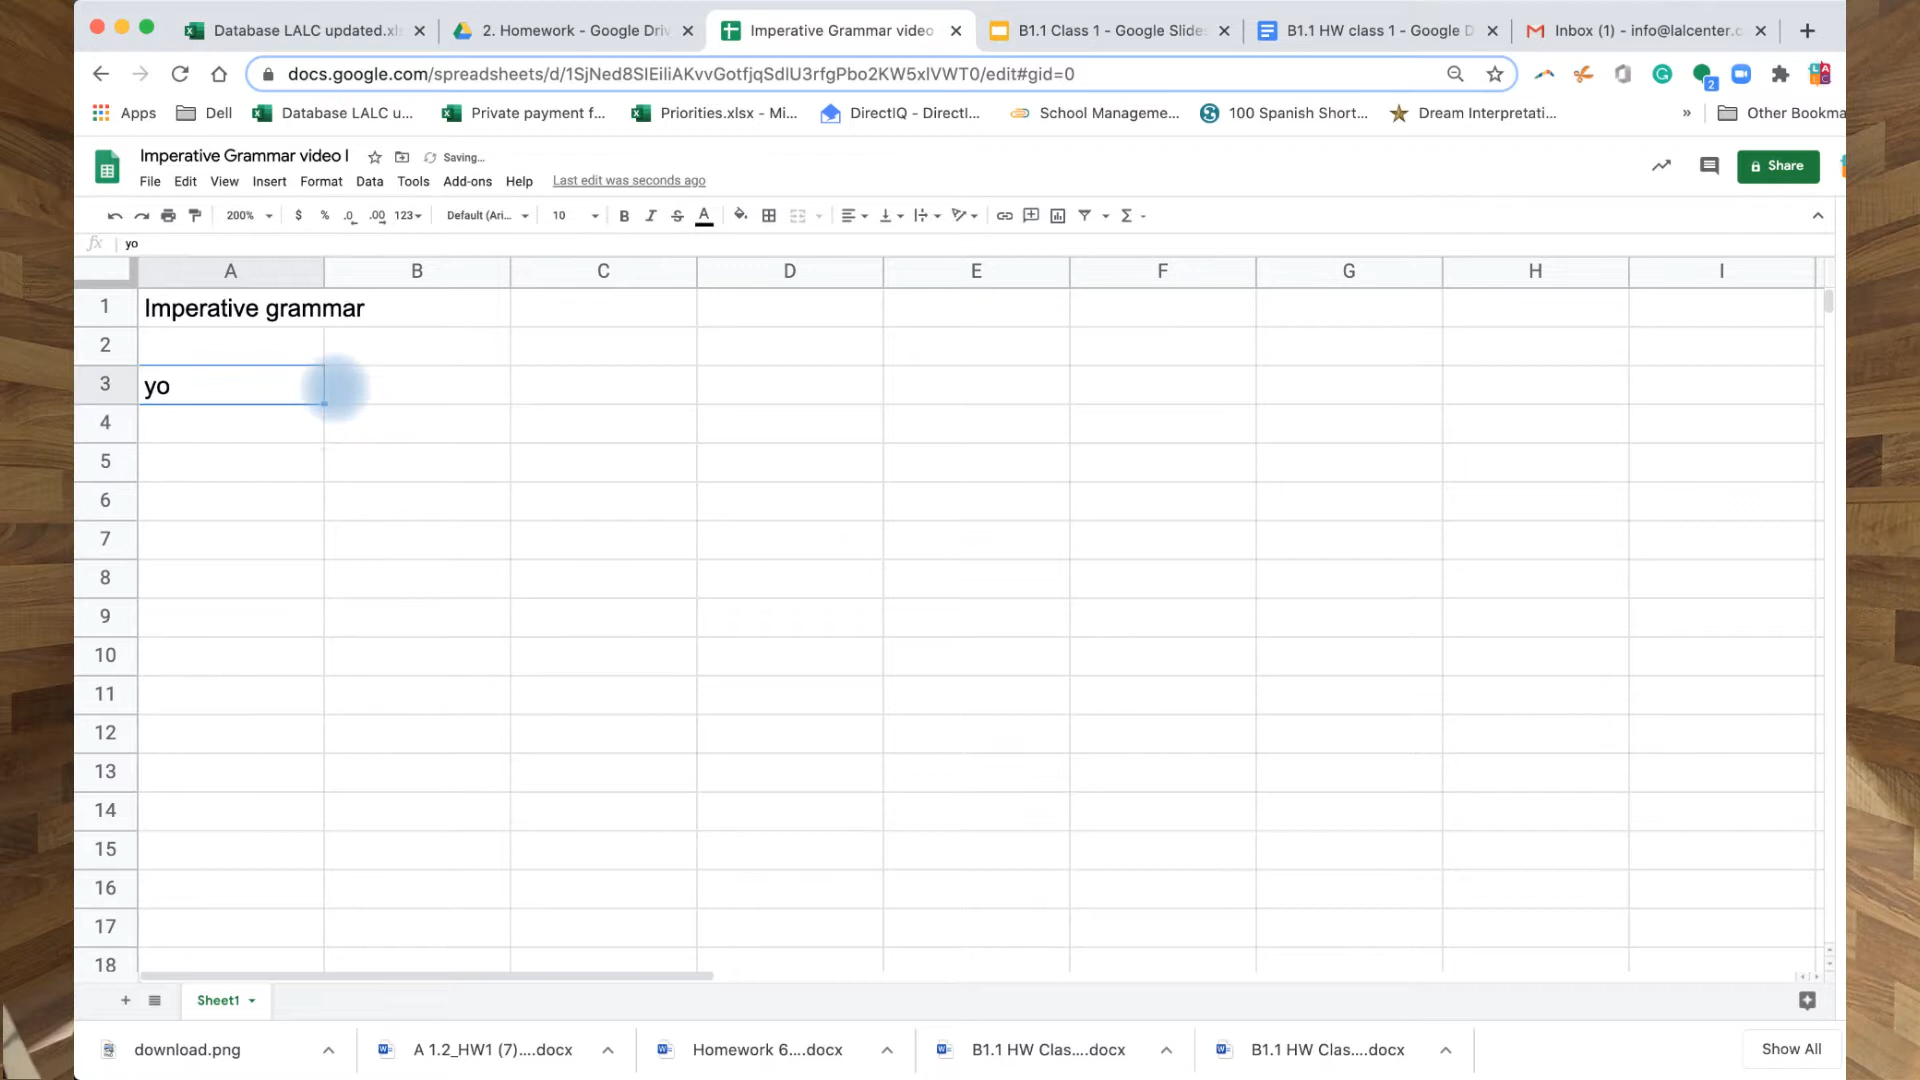 Database LALC updated.xl
2. Homework - Google Driv
Imperative Grammar video
B1.1 Class 1 - Google Slides
B1.1 HW class 1 - Google D
Inbox (1) - info@lalcenter.c
docs.google.com/spreadsheets/d/1SjNed8SIEiliAKvvGotfjqSdlU3rfgPbo2KW5xlVWT0/edit#gid=0
2
Apps
Dell
Database LALC u...
Private payment f...
Priorities.xlsx - Mi...
DirectIQ - DirectI...
School Manageme...
100 Spanish Short...
Dream Interpretati...
»
Other Bookma
Imperative Grammar video I
Saving...
Share
File Edit View Insert Format Data Tools Add-ons Help Last edit was seconds ago
200% $ % .0 .00 123 Default (Ari... 10 B I S A Σ
fx yo
A B C D E F G H I
1 Imperative grammar
2
3 yo
4
5
6
7
8
9
10
11
12
13
14
15
16
17
18
+ Sheet1
download.png
A 1.2_HW1 (7)....docx
Homework 6....docx
B1.1 HW Clas....docx
B1.1 HW Clas....docx
Show All